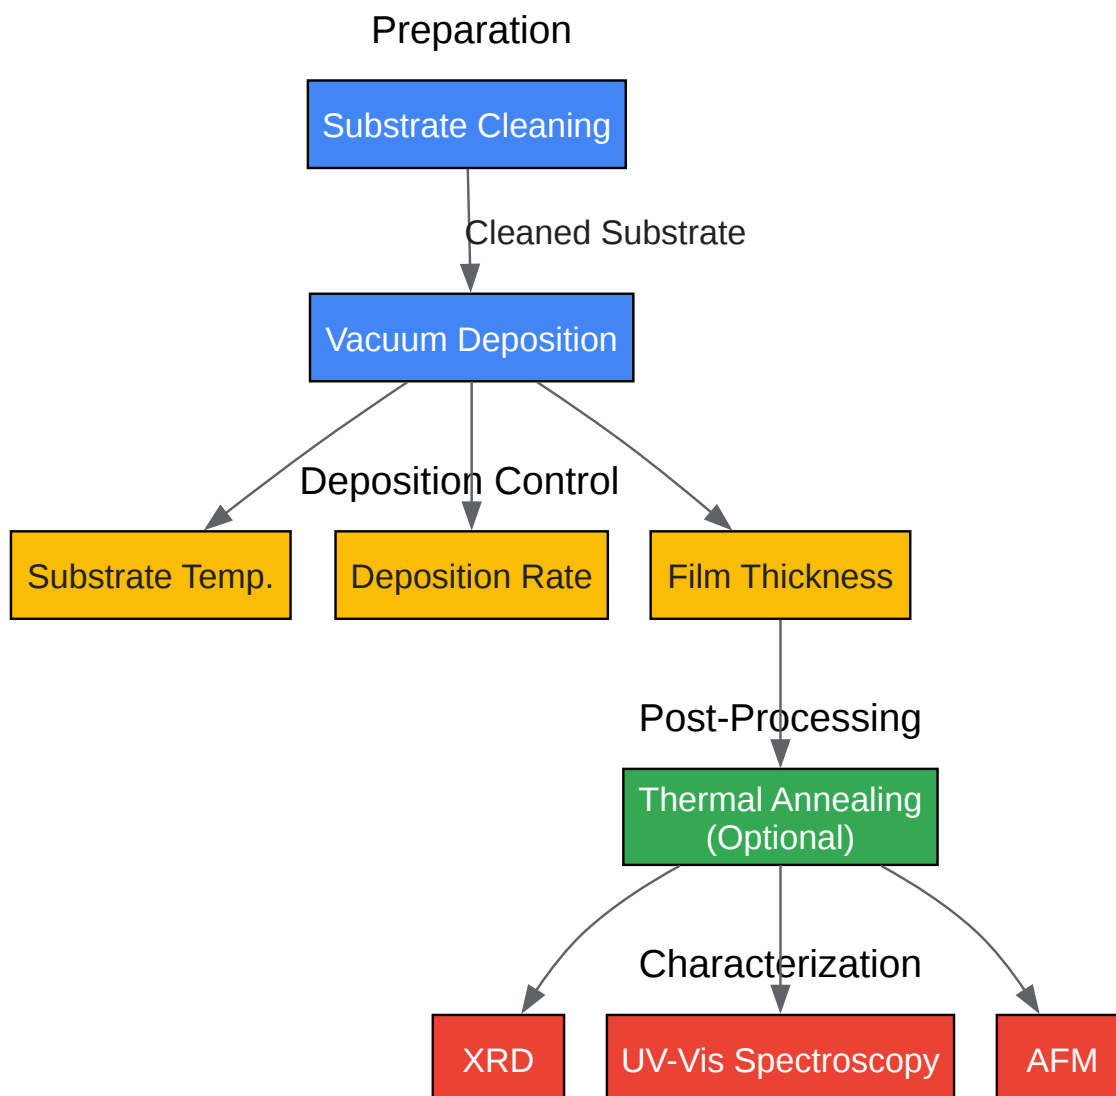 Preparation
Substrate Cleaning
Cleaned Substrate
Vacuum Deposition
Deposition Control
Substrate Temp.
Deposition Rate
Film Thickness
Post-Processing
Thermal Annealing
(Optional)
Characterization
XRD
UV-Vis Spectroscopy
AFM